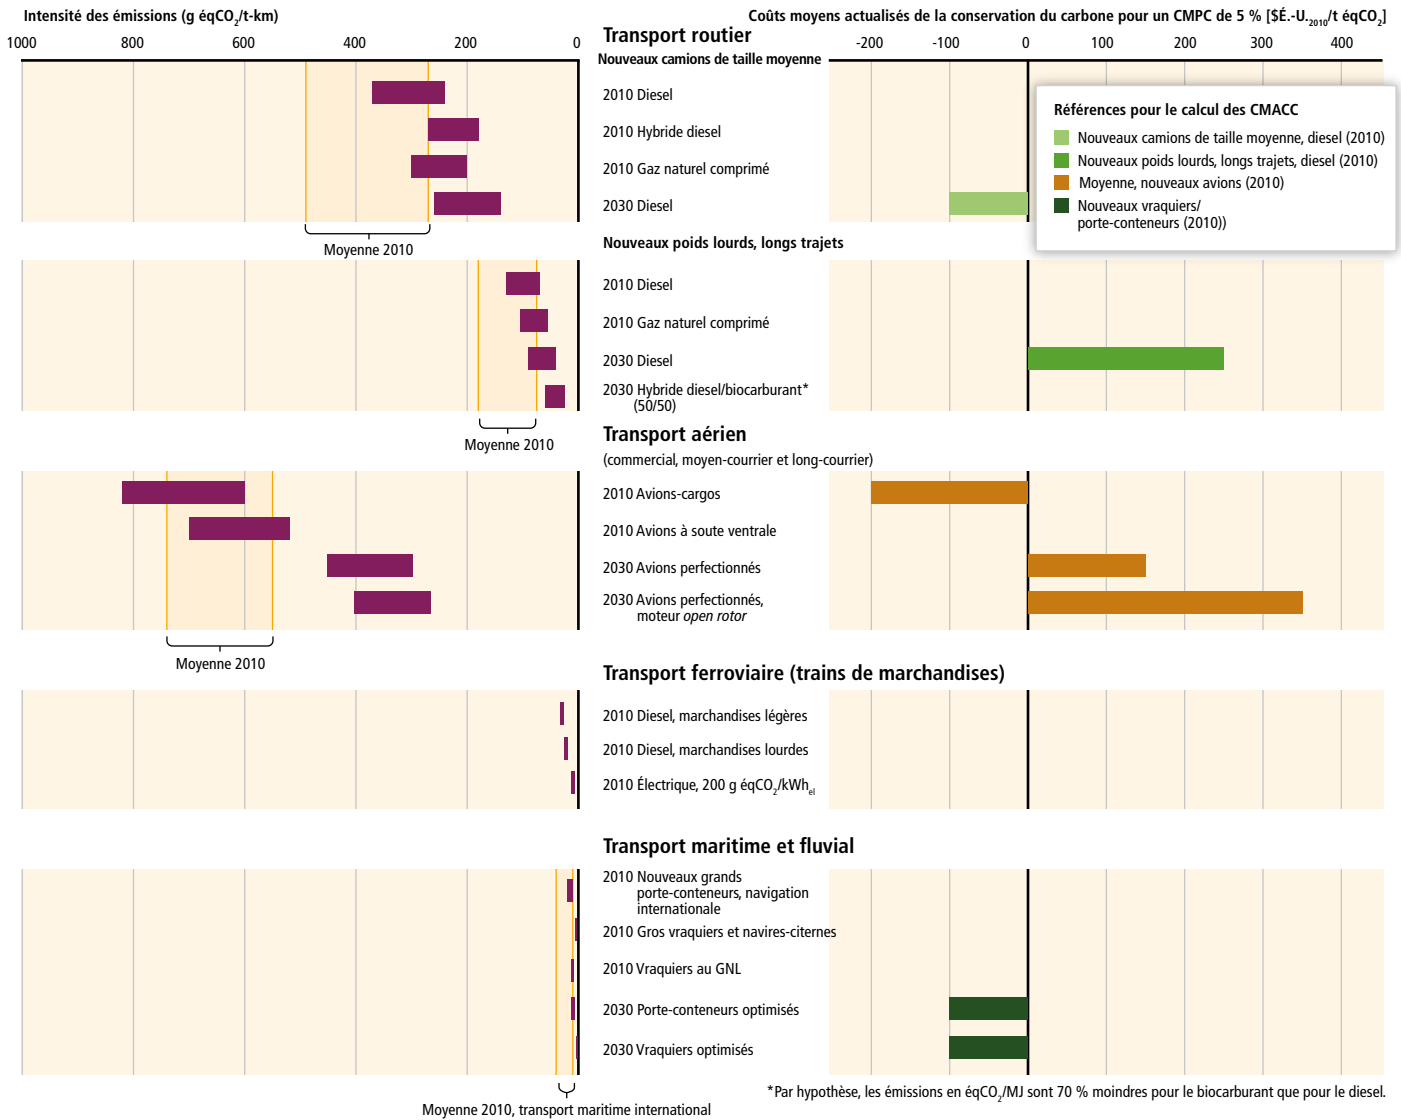 Intensité des émissions (g éqCO2/t-km)
Coûts moyens actualisés de la conservation du carbone pour un CMPC de 5 % [$É.-U.2010/t éqCO2]
1000 800 600 400 200 0
Transport routier
-200 -100 0 100 200 300 400
Nouveaux camions de taille moyenne
2010 Diesel
2010 Hybride diesel
2010 Gaz naturel comprimé
2030 Diesel
Moyenne 2010
Références pour le calcul des CMACC
Nouveaux camions de taille moyenne, diesel (2010)
Nouveaux poids lourds, longs trajets, diesel (2010)
Moyenne, nouveaux avions (2010)
Nouveaux vraquiers/
porte-conteneurs (2010))
Nouveaux poids lourds, longs trajets
2010 Diesel
2010 Gaz naturel comprimé
2030 Diesel
2030 Hybride diesel/biocarburant*
(50/50)
Moyenne 2010
Transport aérien
(commercial, moyen-courrier et long-courrier)
2010 Avions-cargos
2010 Avions à soute ventrale
2030 Avions perfectionnés
2030 Avions perfectionnés,
moteur open rotor
Moyenne 2010
Transport ferroviaire (trains de marchandises)
2010 Diesel, marchandises légères
2010 Diesel, marchandises lourdes
2010 Électrique, 200 g éqCO2/kWhel
Transport maritime et fluvial
2010 Nouveaux grands
porte-conteneurs, navigation
internationale
2010 Gros vraquiers et navires-citernes
2010 Vraquiers au GNL
2030 Porte-conteneurs optimisés
2030 Vraquiers optimisés
*Par hypothèse, les émissions en éqCO2/MJ sont 70 % moindres pour le biocarburant que pour le diesel.
Moyenne 2010, transport maritime international